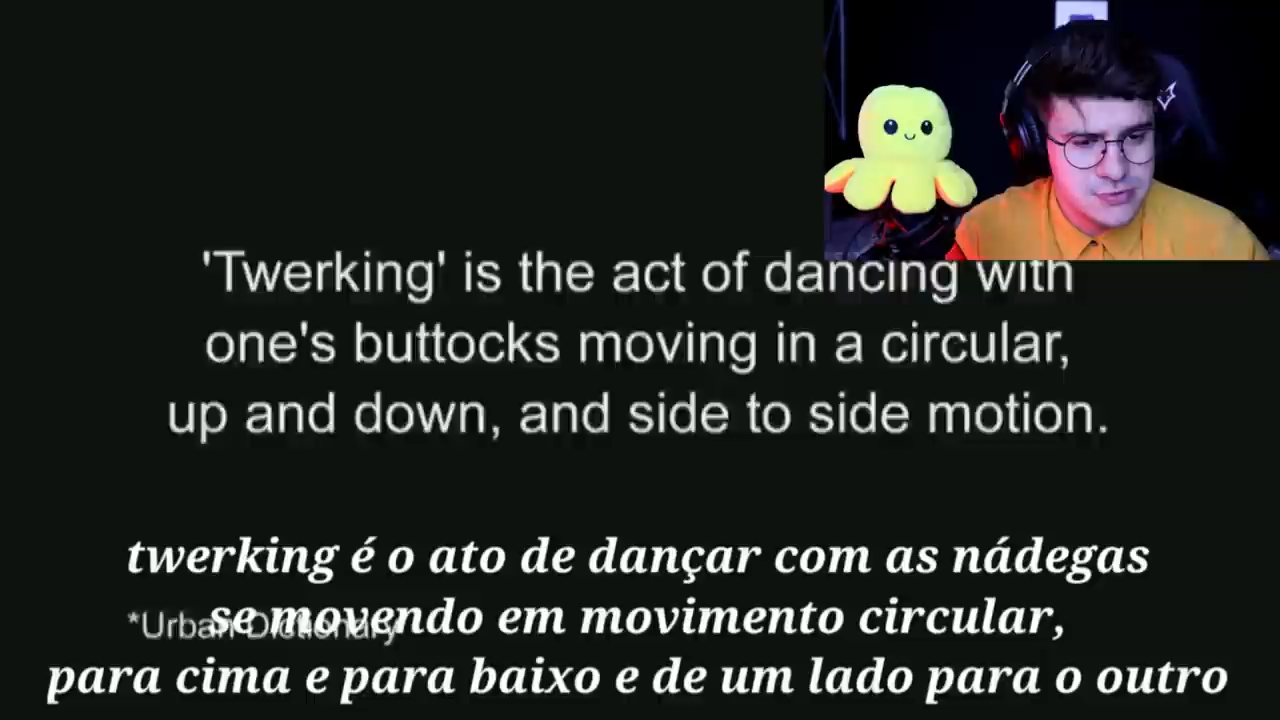 'Twerking' is the act of dancing with
one's buttocks moving in a circular,
up and down, and side to side motion.
twerking é o ato de dançar com as nádegas
se movendo em movimento circular,
*Urban Dictionary
para cima e para baixo e de um lado para o outro